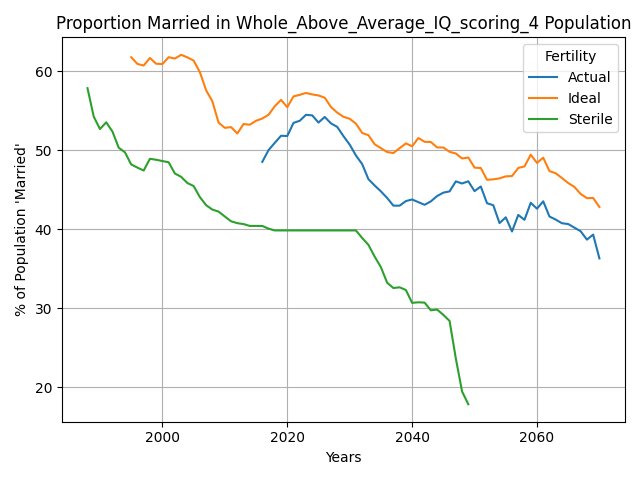 Proportion Married in Whole_Above_Average_IQ_scoring_4 Population
Fertility
Actual
Ideal
Sterile
% of Population 'Married'
60
50
40
30
20
2000
2020
2040
2060
Years